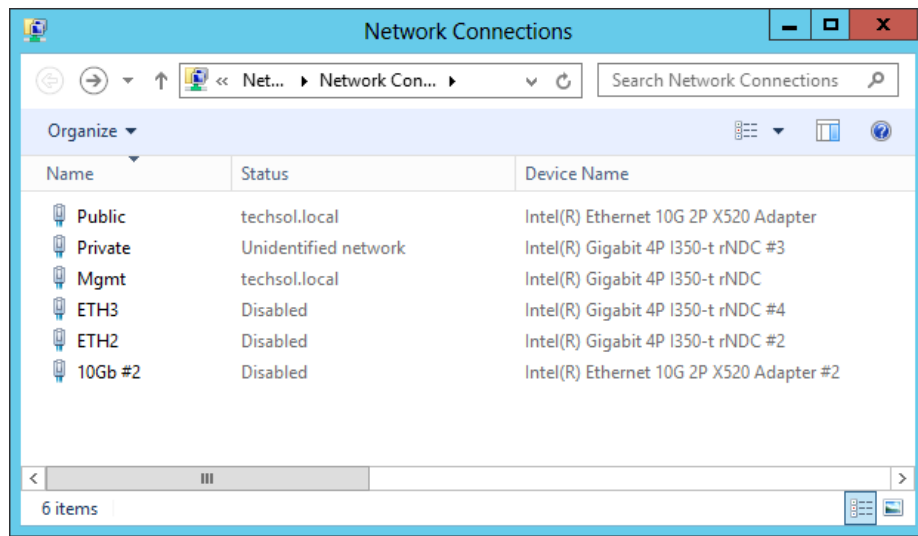 Network Connections
« Net... Network Con... Search Network Connections
Organize
Name Status Device Name
Public techsol.local Intel(R) Ethernet 10G 2P X520 Adapter
Private Unidentified network Intel(R) Gigabit 4P I350-t rNDC #3
Mgmt techsol.local Intel(R) Gigabit 4P I350-t rNDC
ETH3 Disabled Intel(R) Gigabit 4P I350-t rNDC #4
ETH2 Disabled Intel(R) Gigabit 4P I350-t rNDC #2
10Gb #2 Disabled Intel(R) Ethernet 10G 2P X520 Adapter #2
6 items